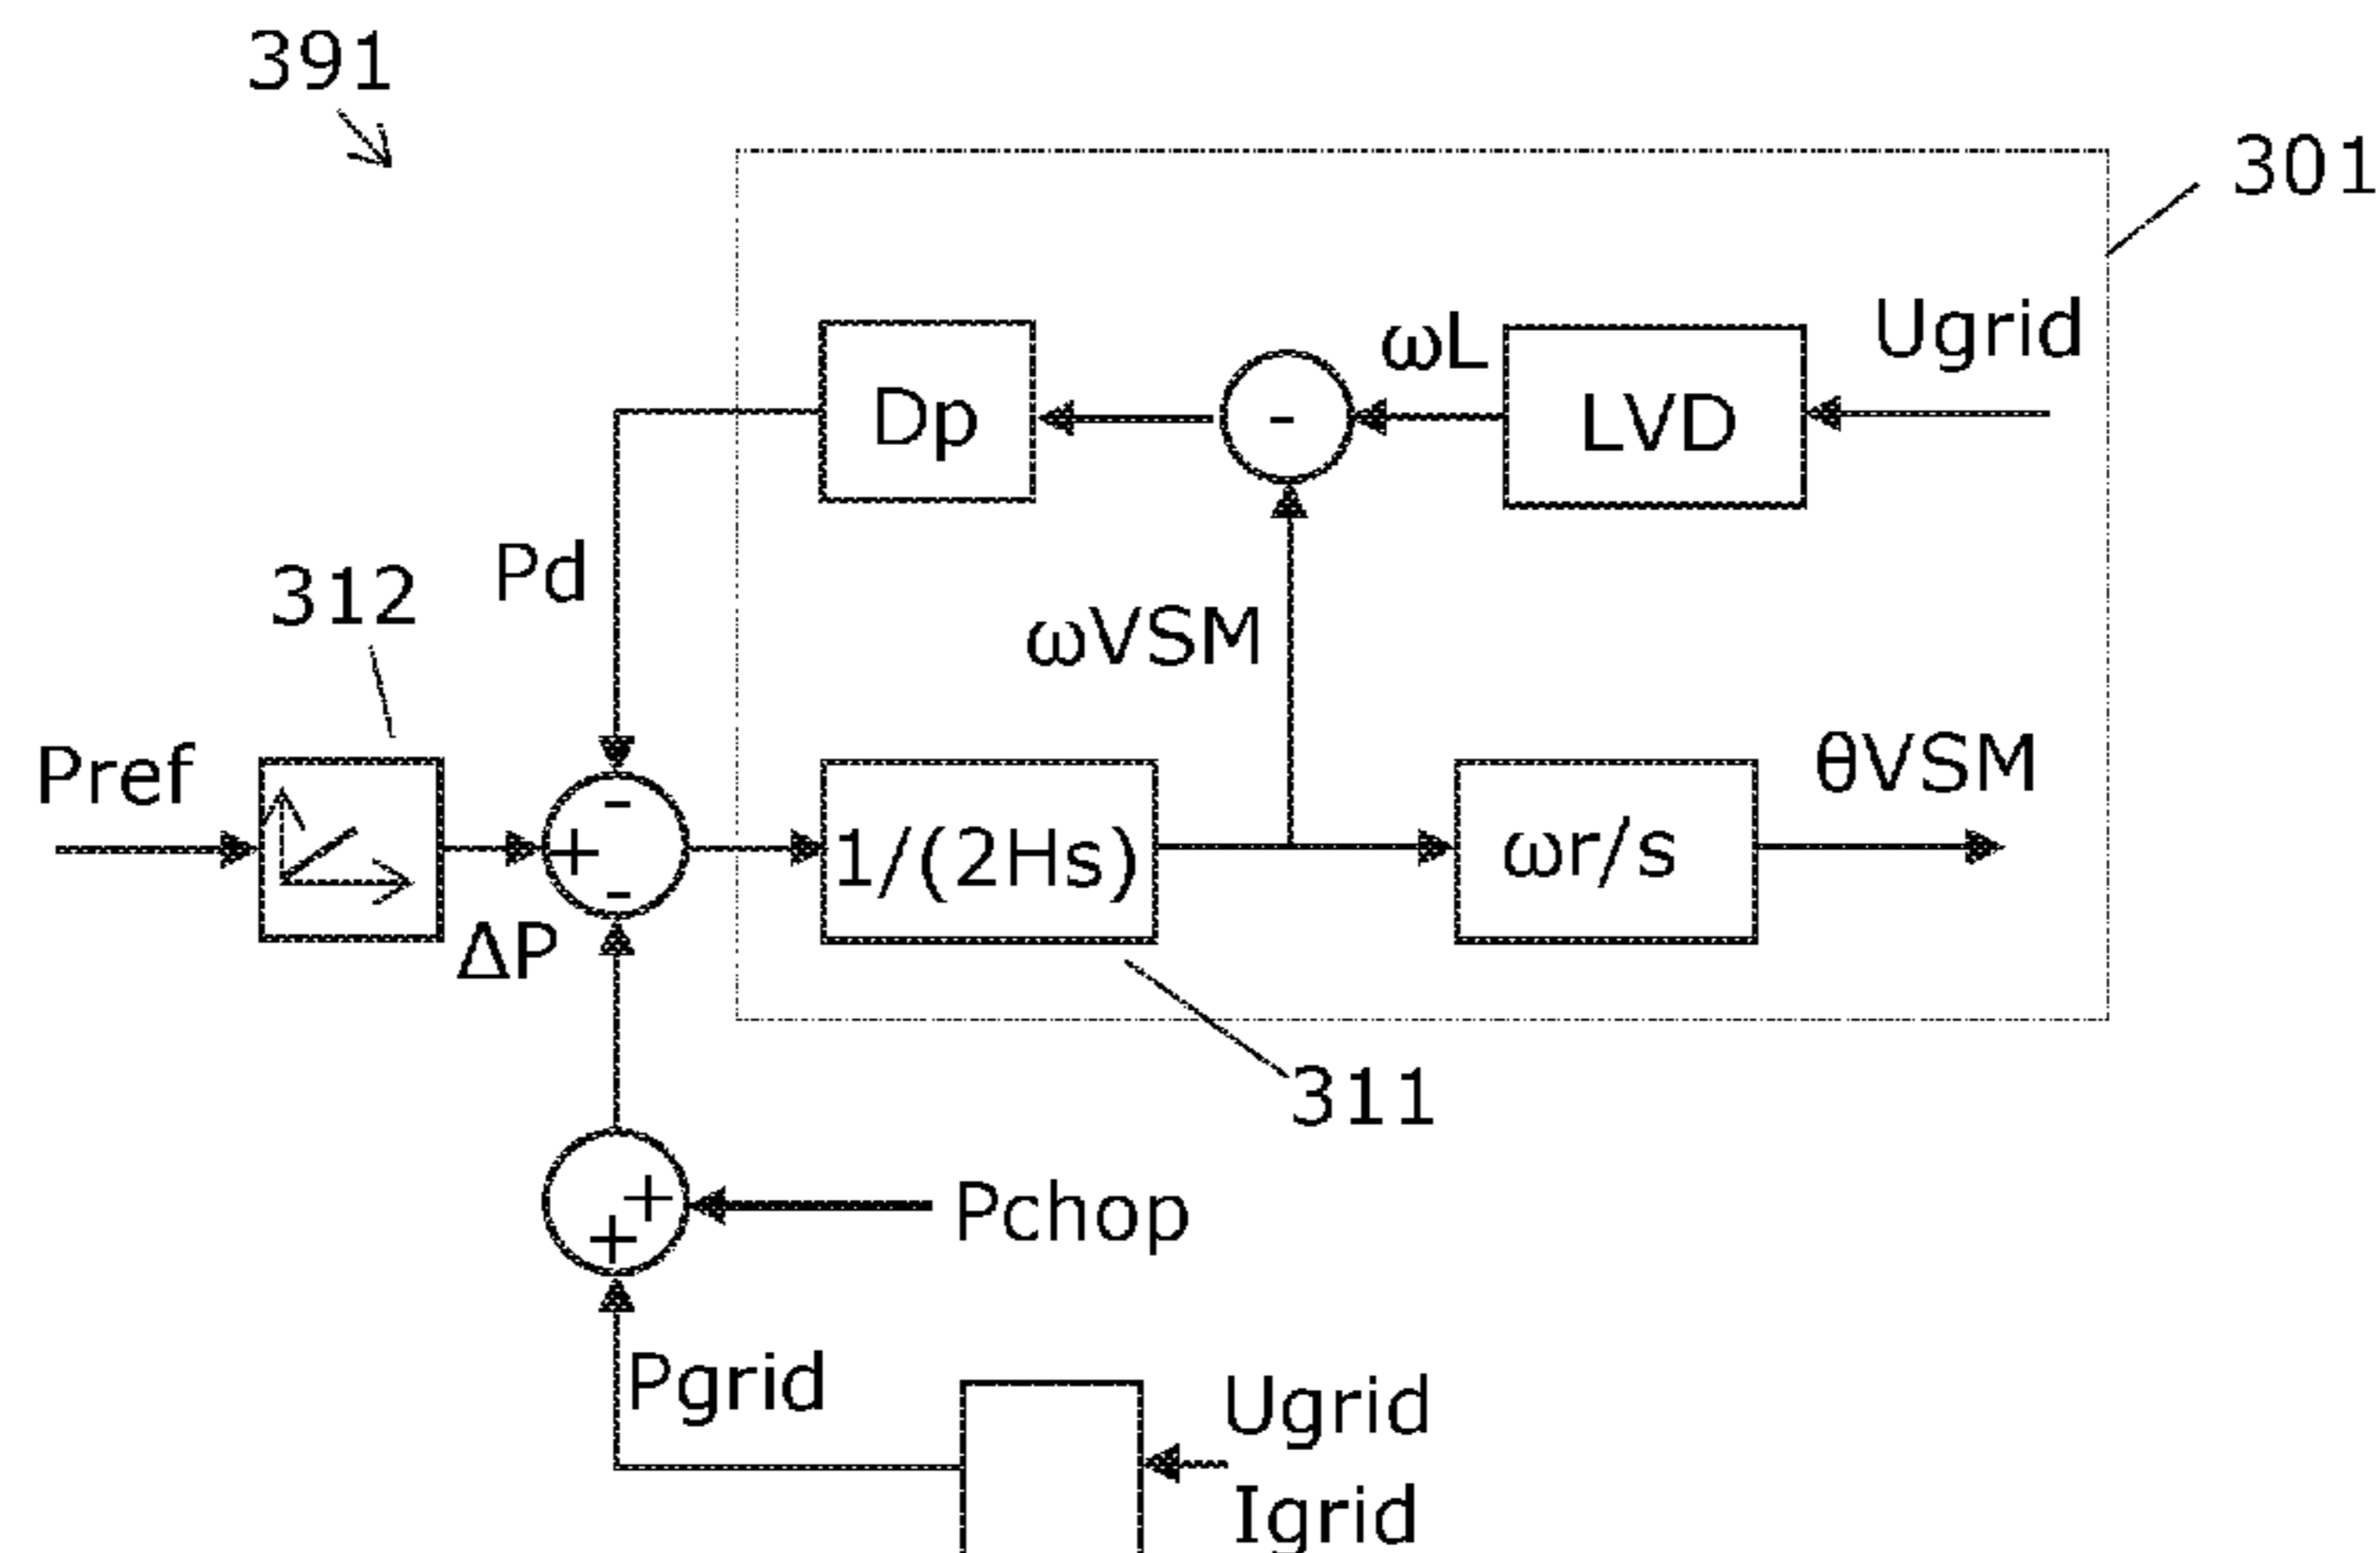 391
301
Ugrid
ωL
Dp
-
LVD
Pd
ωVSM
312
Pref
-
+
-
1/(2Hs)
ωr/s
θVSM
ΔP
311
+
+
Pchop
Pgrid
Ugrid
Igrid